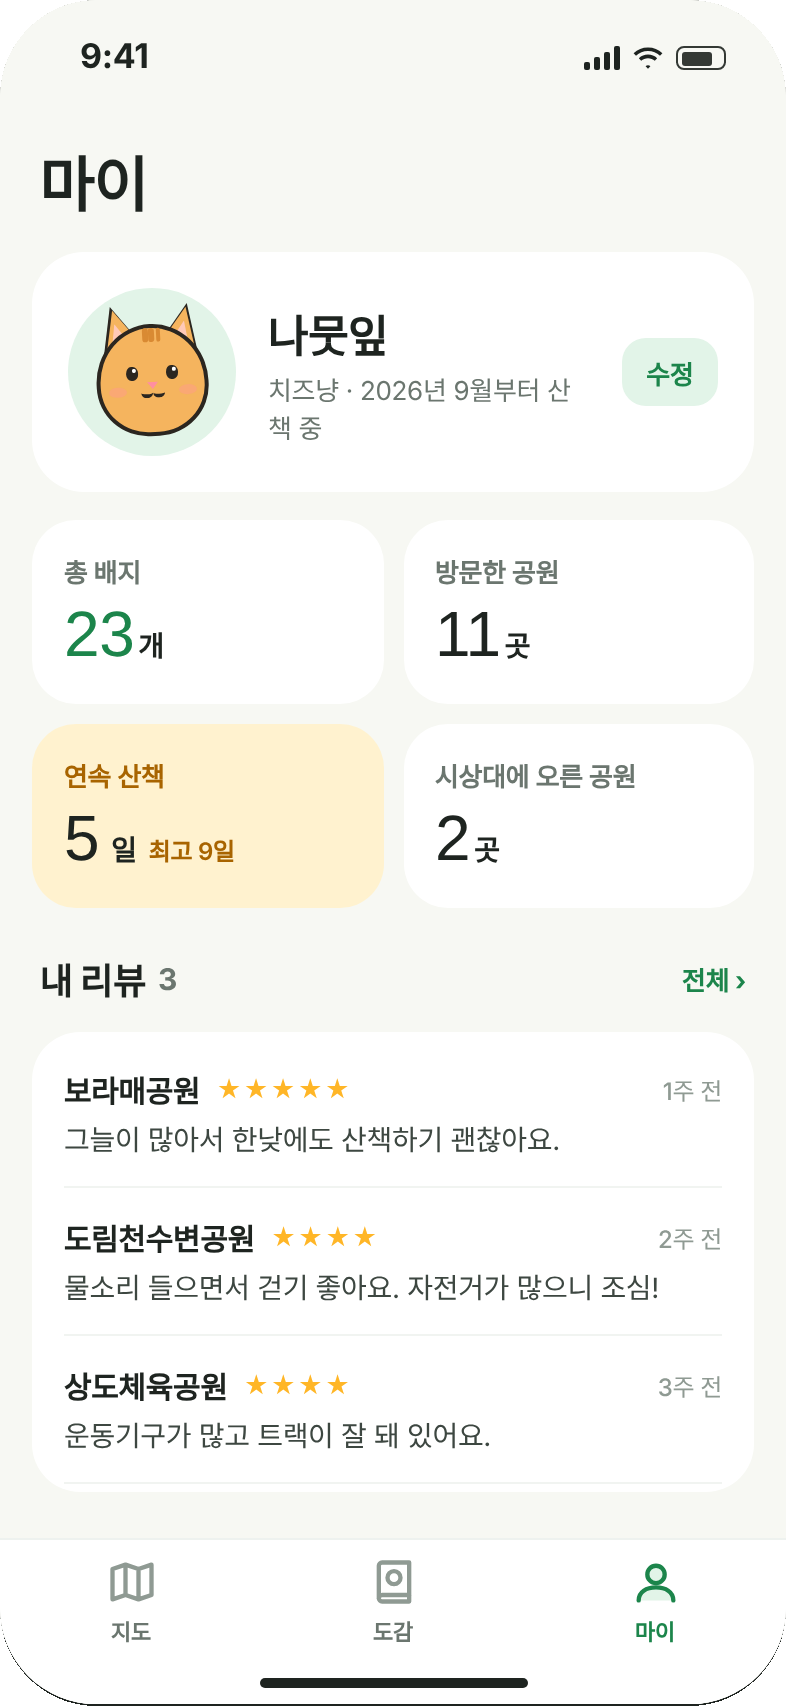 9:41
마이
나뭇잎
치즈냥 · 2026년 9월부터 산
책 중
수정
총 배지
23개
방문한 공원
11곳
연속 산책
5 일 최고 9일
시상대에 오른 공원
2곳
내 리뷰 3
전체 ›
보라매공원 ★★★★★ 1주 전
그늘이 많아서 한낮에도 산책하기 괜찮아요.
도림천수변공원 ★★★★ 2주 전
물소리 들으면서 걷기 좋아요. 자전거가 많으니 조심!
상도체육공원 ★★★★ 3주 전
운동기구가 많고 트랙이 잘 돼 있어요.
지도
도감
마이